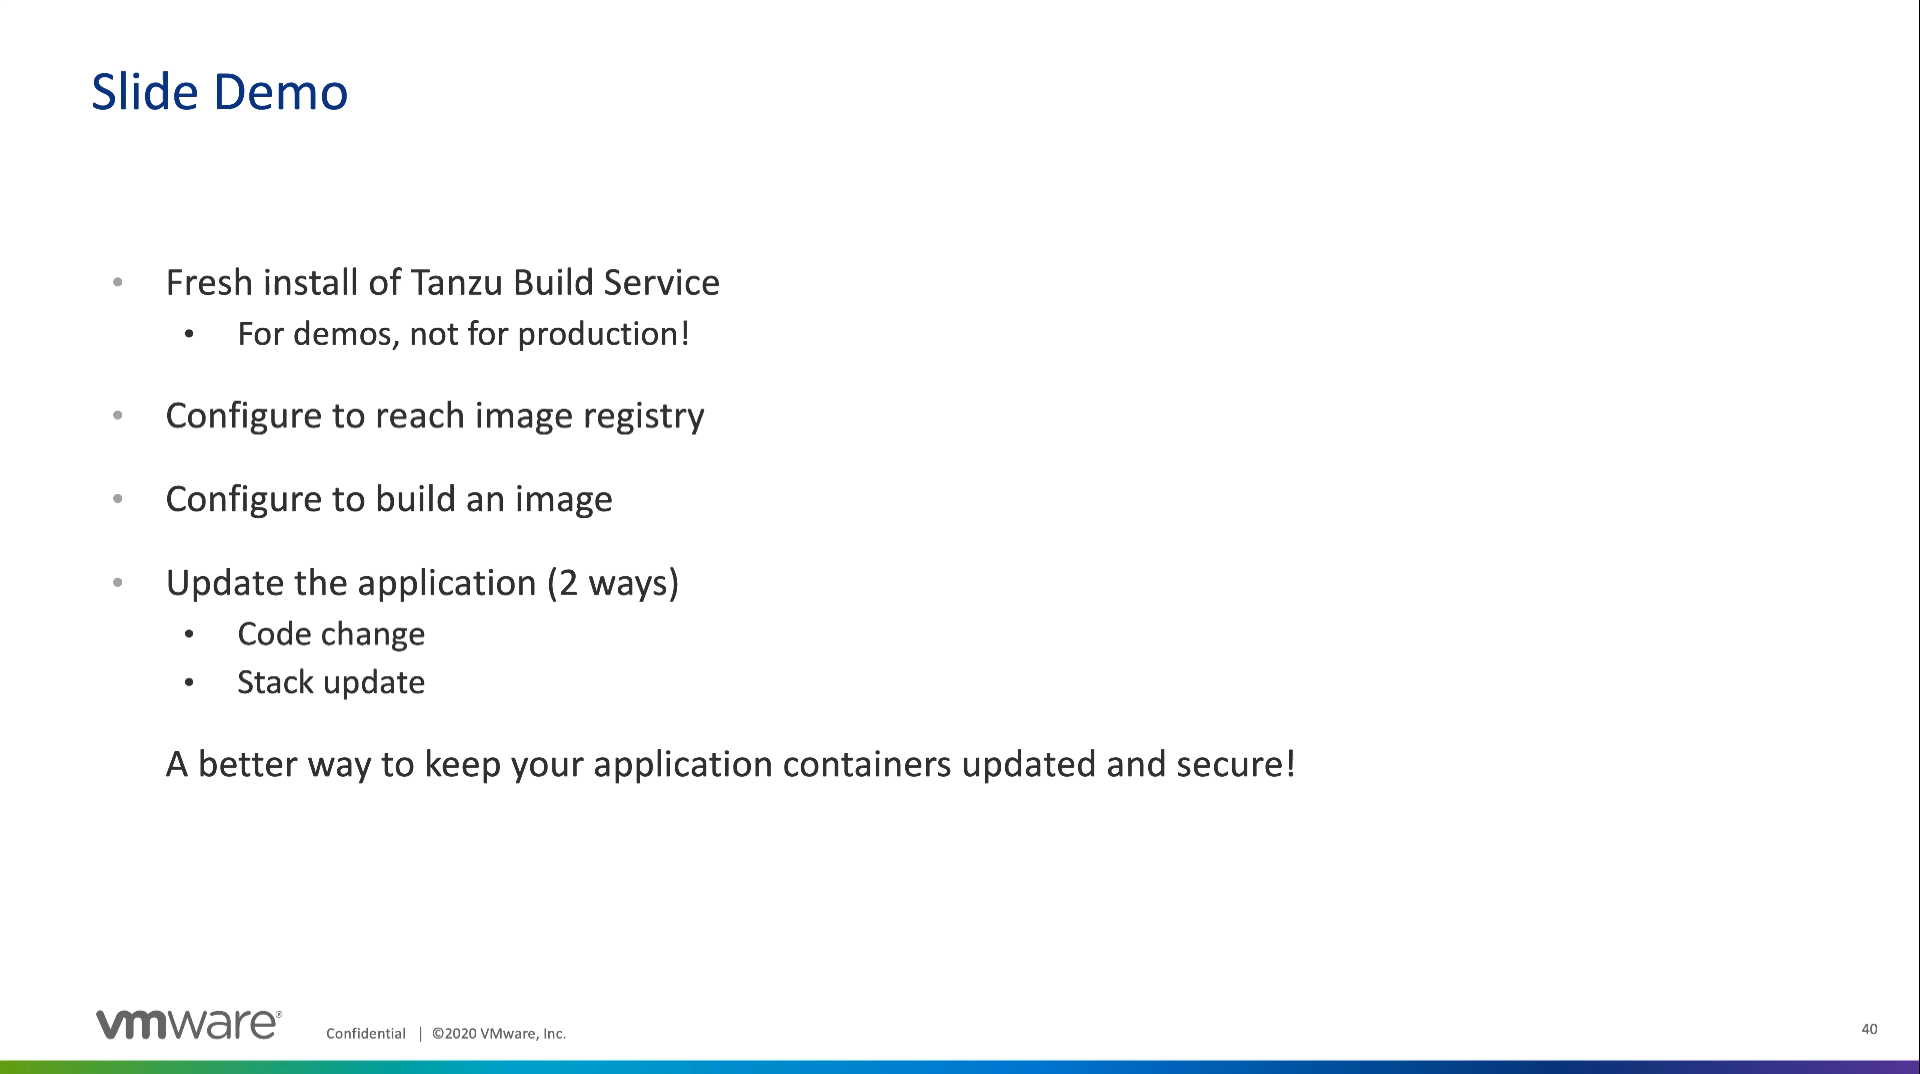 Slide Demo
• Fresh install of Tanzu Build Service
• For demos, not for production!
• Configure to reach image registry
• Configure to build an image
• Update the application (2 ways)
• Code change
• Stack update
A better way to keep your application containers updated and secure!
vmware®
Confidential | ©2020 VMware, Inc.
40